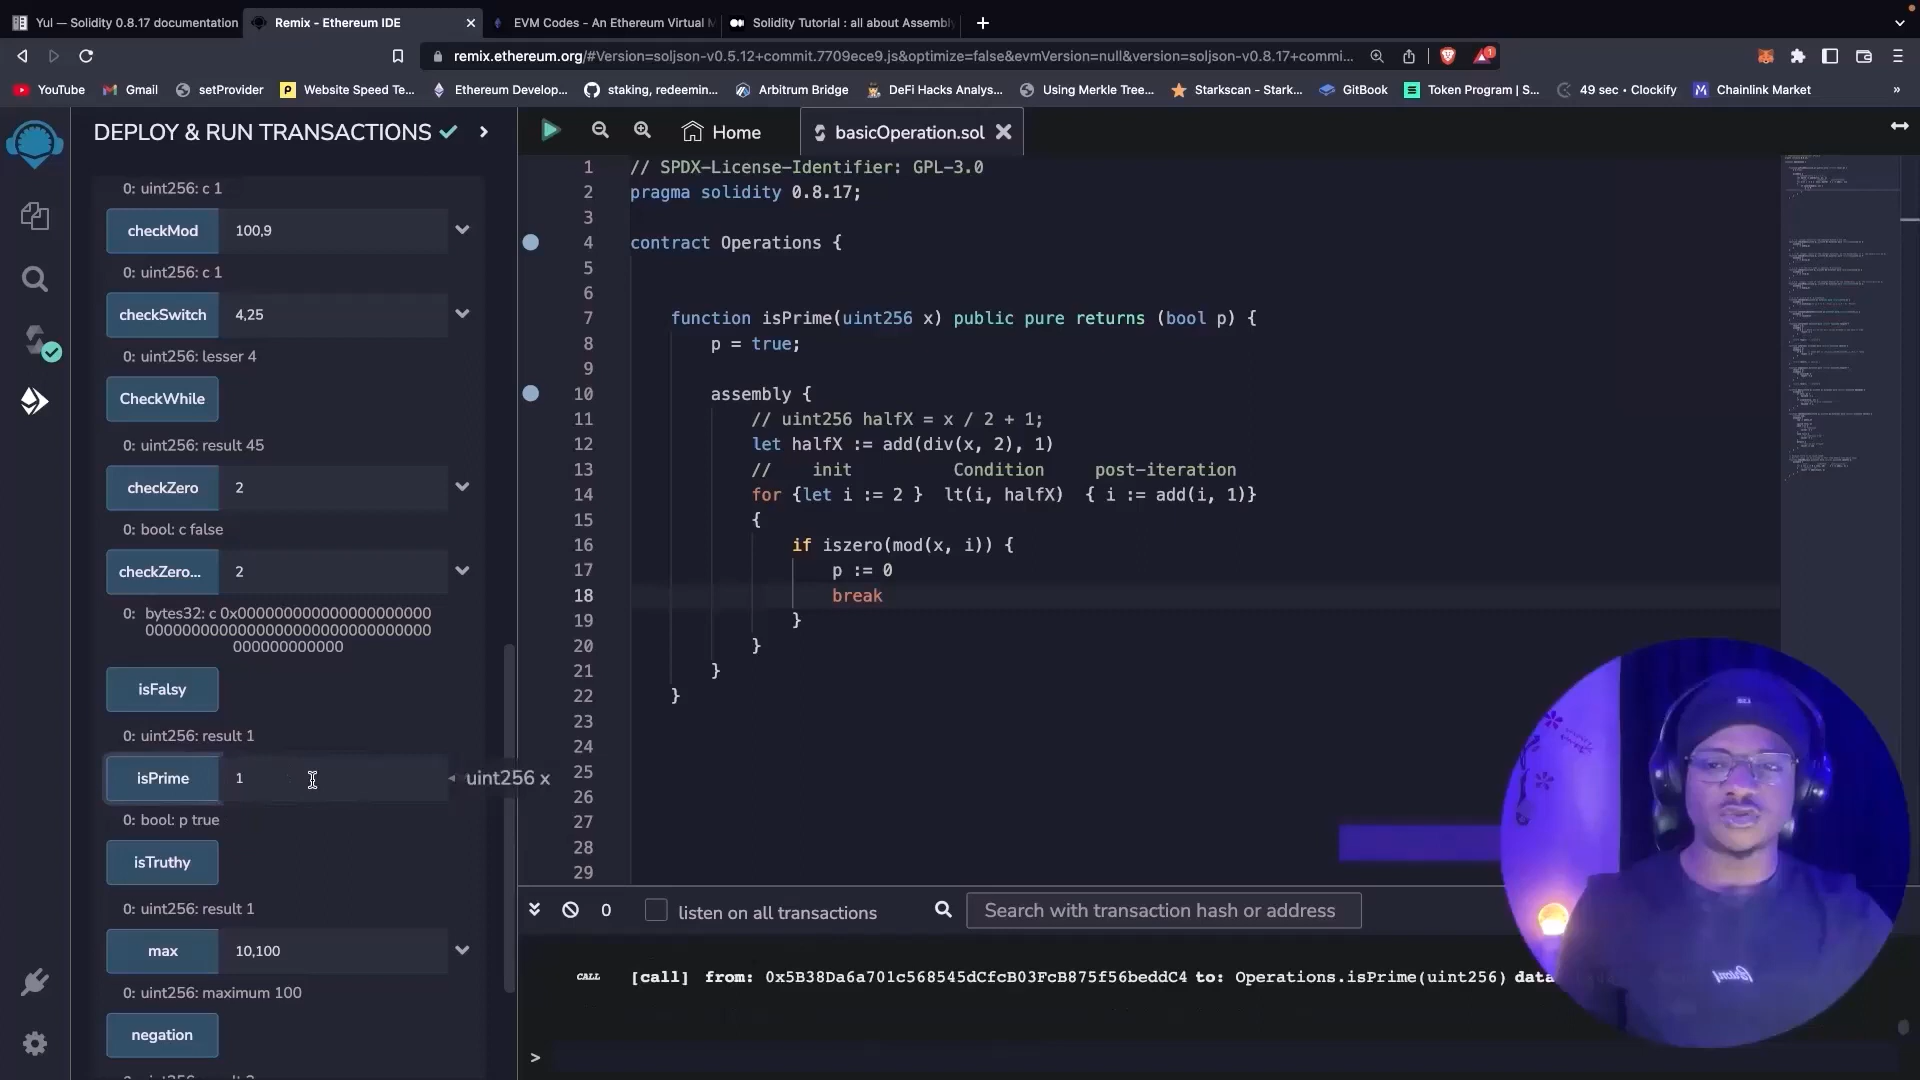 Yul — Solidity 0.8.17 documentation
Remix - Ethereum IDE
EVM Codes - An Ethereum Virtual M
Solidity Tutorial : all about Assembl
remix.ethereum.org/#Version=soljson-v0.5.12+commit.7709ece9.js&optimize=false&evmVersion=null&version=soljson-v0.8.17+commi...
1
YouTube
Gmail
setProvider
Website Speed Te...
Ethereum Develop...
staking, redeemin...
Arbitrum Bridge
DeFi Hacks Analys...
Using Merkle Tree...
Starkscan - Stark...
GitBook
Token Program | S...
49 sec • Clockify
Chainlink Market
»
DEPLOY & RUN TRANSACTIONS
0: uint256: c 1
checkMod 100,9
0: uint256: c 1
checkSwitch 4,25
0: uint256: lesser 4
CheckWhile
0: uint256: result 45
checkZero 2
0: bool: c false
checkZero... 2
0: bytes32: c 0x00000000000000000000
000000000000000000000000000000
000000000000
isFalsy
0: uint256: result 1
isPrime 1
uint256 x
0: bool: p true
isTruthy
0: uint256: result 1
max 10,100
0: uint256: maximum 100
negation
Home
basicOperation.sol
1 // SPDX-License-Identifier: GPL-3.0
2 pragma solidity 0.8.17;
3
4 contract Operations {
5
6
7 function isPrime(uint256 x) public pure returns (bool p) {
8 p = true;
9
10 assembly {
11 // uint256 halfX = x / 2 + 1;
12 let halfX := add(div(x, 2), 1)
13 // init Condition post-iteration
14 for {let i := 2 } lt(i, halfX) { i := add(i, 1)}
15 {
16 if iszero(mod(x, i)) {
17 p := 0
18 break
19 }
20 }
21 }
22 }
23
24
25
26
27
28
29
0
listen on all transactions
Search with transaction hash or address
CALL [call] from: 0x5B38Da6a701c568545dCfcB03FcB875f56beddC4 to: Operations.isPrime(uint256) data
>